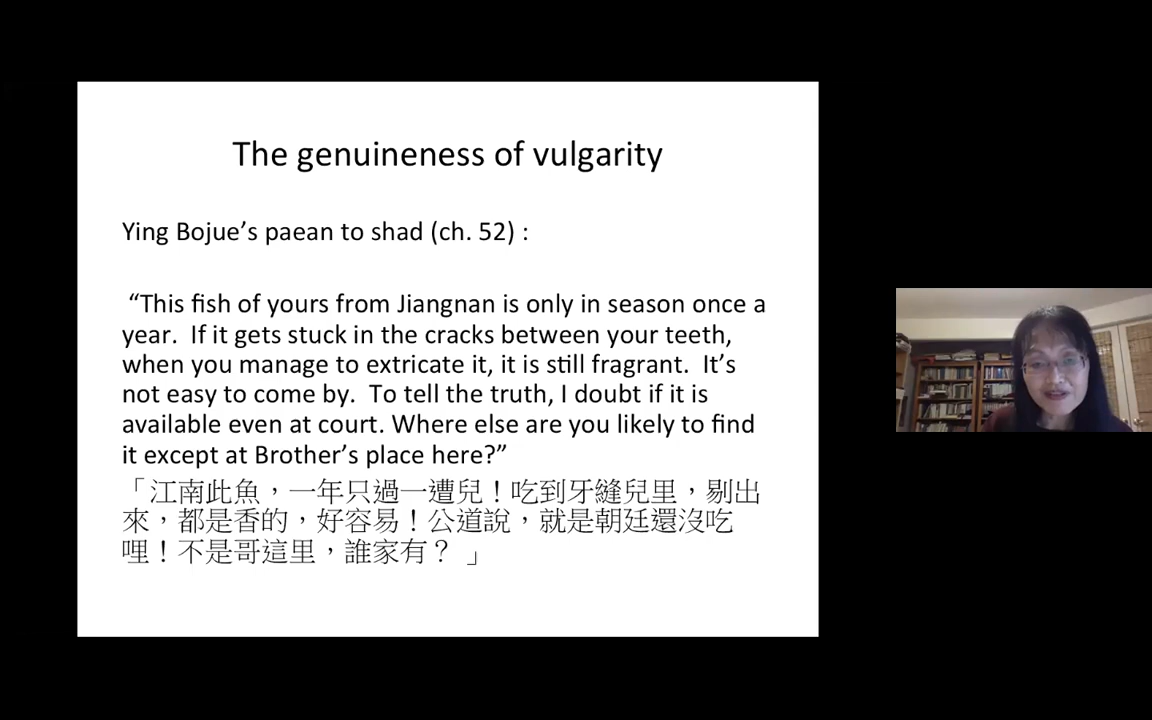 The genuineness of vulgarity
Ying Bojue’s paean to shad (ch. 52) :
“This fish of yours from Jiangnan is only in season once a
year.  If it gets stuck in the cracks between your teeth,
when you manage to extricate it, it is still fragrant.  It’s
not easy to come by.  To tell the truth, I doubt if it is
available even at court. Where else are you likely to find
it except at Brother’s place here?”
「江南此魚，一年只過一遭兒！吃到牙縫兒里，剔出
來，都是香的，好容易！公道說，就是朝廷還沒吃
哩！不是哥這里，誰家有？」